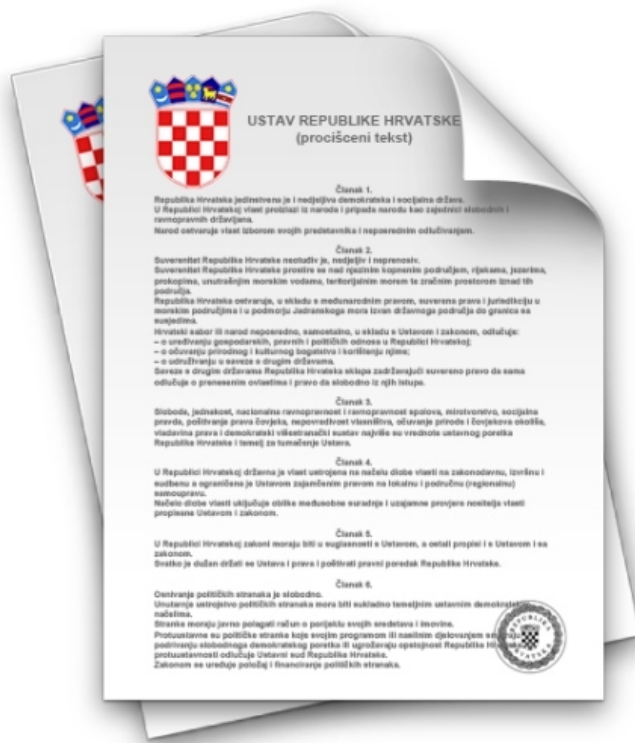 USTAV REPUBLIKE HRVATSKE
(procišceni tekst)
Članak 1.
Republika Hrvatska jedinstvena je i nedjeljiva demokratska i socijalna država.
U Republici Hrvatskoj vlast proizlazi iz naroda i pripada narodu kao zajednici slobodnih i
ravnopravnih državljana.
Narod ostvaruje vlast izborom svojih predstavnika i neposrednim odlučivanjem.
Članak 2.
Suverenitet Republike Hrvatske neotuđiv je, nedjeljiv i neprenosiv.
Suverenitet Republike Hrvatske prostire se nad njezinim kopnenim područjem, rijekama, jezerima,
prokopima, unutrašnjim morskim vodama, teritorijalnim morem te zračnim prostorom iznad tih
područja.
Republika Hrvatska ostvaruje, u skladu s međunarodnim pravom, suverena prava i jurisdikciju u
morskim područjima i u podmorju Jadranskoga mora izvan državnoga područja do granica sa
susjedima.
Hrvatski sabor ili narod neposredno, samostalno, u skladu s Ustavom i zakonom, odlučuje:
– o uređivanju gospodarskih, pravnih i političkih odnosa u Republici Hrvatskoj;
– o očuvanju prirodnog i kulturnog bogatstva i korištenju njime;
– o udruživanju u saveze s drugim državama.
Saveze s drugim državama Republika Hrvatska sklapa zadržavajući suvereno pravo da sama
odlučuje o prenesenim ovlastima i pravo da slobodno iz njih istupa.
Članak 3.
Sloboda, jednakost, nacionalna ravnopravnost i ravnopravnost spolova, mirotvorstvo, socijalna
pravda, poštivanje prava čovjeka, nepovredivost vlasništva, očuvanje prirode i čovjekova okoliša,
vladavina prava i demokratski višestranački sustav najviše su vrednote ustavnog poretka
Republike Hrvatske i temelj za tumačenje Ustava.
Članak 4.
U Republici Hrvatskoj državna je vlast ustrojena na načelu diobe vlasti na zakonodavnu, izvršnu i
sudbenu a ograničena je Ustavom zajamčenim pravom na lokalnu i područnu (regionalnu)
samoupravu.
Načelo diobe vlasti uključuje oblike međusobne suradnje i uzajamne provjere nositelja vlasti
propisane Ustavom i zakonom.
Članak 5.
U Republici Hrvatskoj zakoni moraju biti u suglasnosti s Ustavom, a ostali propisi i s Ustavom i sa
zakonom.
Svatko je dužan držati se Ustava i prava i poštivati pravni poredak Republike Hrvatske.
Članak 6.
Osnivanje političkih stranaka je slobodno.
Unutarnje ustrojstvo političkih stranaka mora biti sukladno temeljnim ustavnim
načelima.
Stranke moraju javno polagati račun o porijeklu svojih sredstava i imovine.
Protuustavne su političke stranke koje svojim programom ili nasilnim djelovanjem
podrivanju slobodnoga demokratskog poretka ili ugrožavaju opstojnost Republike
protuustavnosti odlučuje Ustavni sud Republike Hrvatske.
Zakonom se uređuje položaj i financiranje političkih stranaka.
REPUBLIKA
HRVATSKA